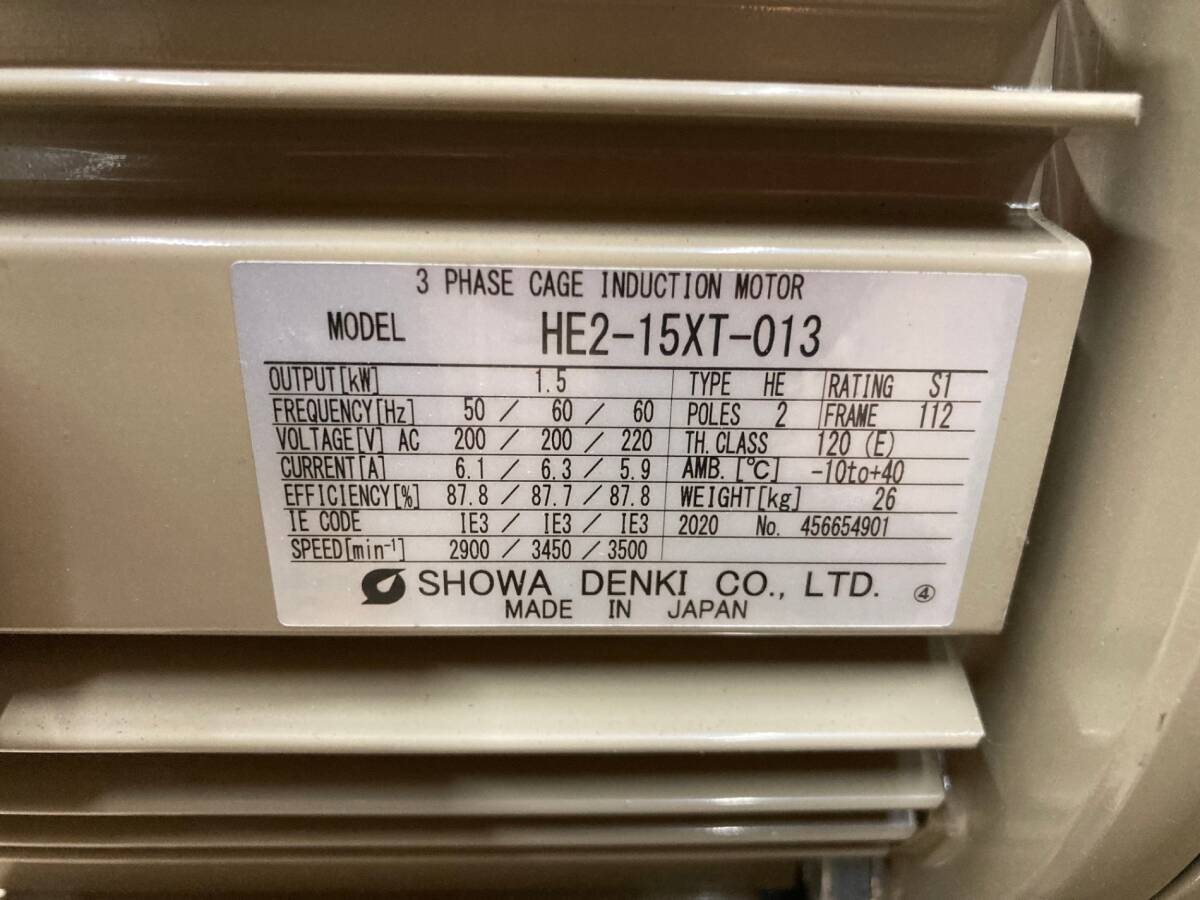 3 PHASE CAGE INDUCTION MOTOR
MODEL HE2-15XT-013
OUTPUT[kW] 1.5 TYPE HE RATING S1
FREQUENCY[Hz] 50 / 60 / 60 POLES 2 FRAME 112
VOLTAGE[V] AC 200 / 200 / 220 TH. CLASS 120 (E)
CURRENT[A] 6.1 / 6.3 / 5.9 AMB. [℃] -10to+40
EFFICIENCY[%] 87.8 / 87.7 / 87.8 WEIGHT[kg] 26
IE CODE IE3 / IE3 / IE3 2020 No. 456654901
SPEED[min⁻¹] 2900 / 3450 / 3500
SHOWA DENKI CO., LTD. ④
MADE IN JAPAN